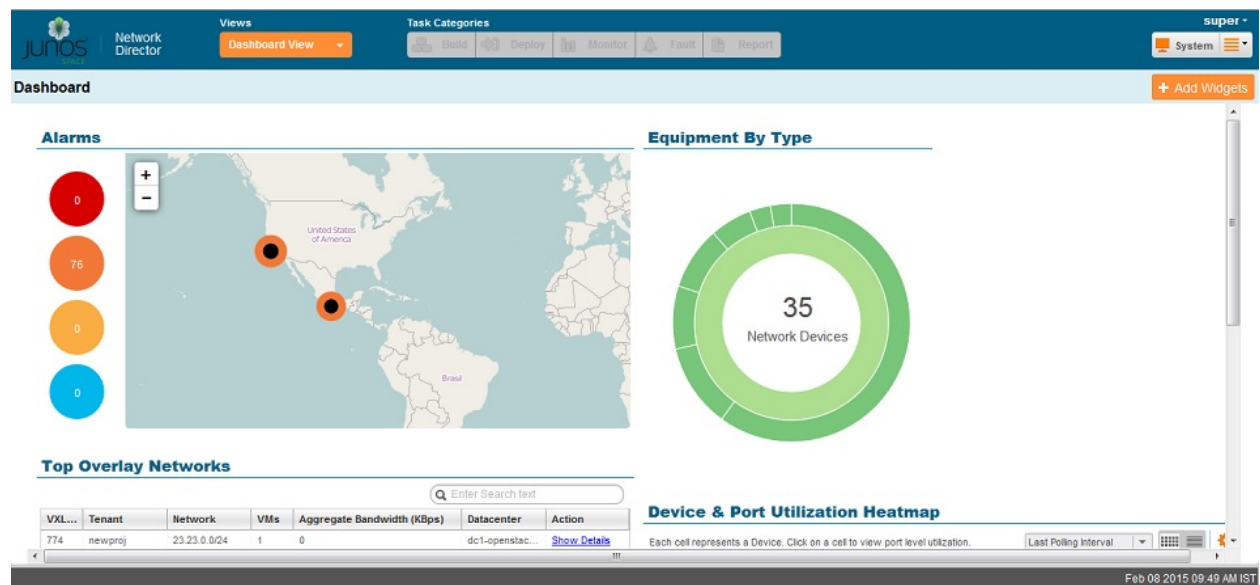 JUNOS
SPACE
Network
Director
Views
Dashboard View
Task Categories
Build
Deploy
Monitor
Fault
Report
super
System
Dashboard
+ Add Widgets
Alarms
0
76
0
0
+
−
United States
of America
Brasil
Equipment By Type
35
Network Devices
Top Overlay Networks
Enter Search text
VXL... Tenant Network VMs Aggregate Bandwidth (KBps) Datacenter Action
774 newproj 23.23.0.0/24 1 0 dc1-openstac... Show Details
Device & Port Utilization Heatmap
Each cell represents a Device. Click on a cell to view port level utilization.
Last Polling Interval
Feb 08 2015 09:49 AM IST